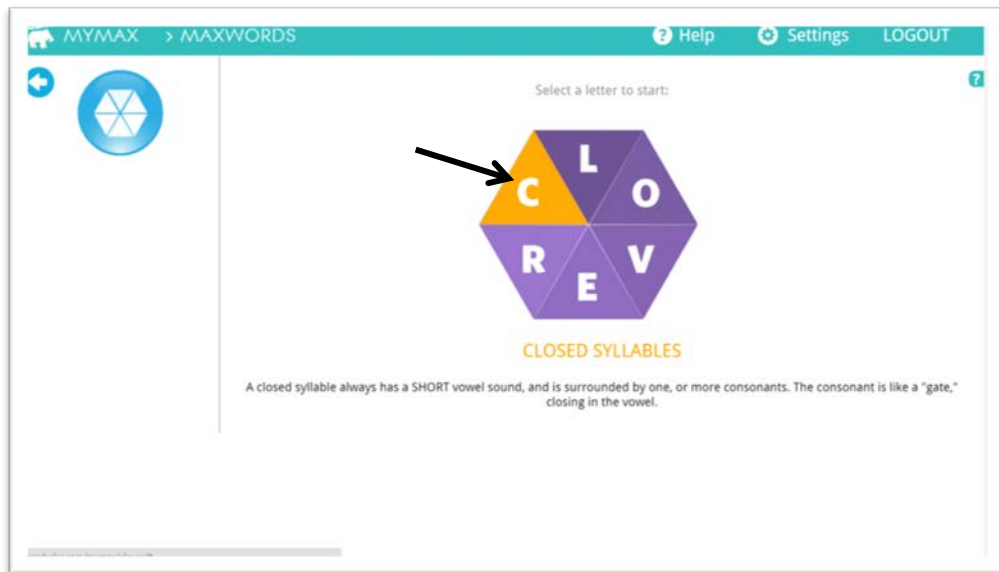 MYMAX > MAXWORDS Help Settings LOGOUT
Select a letter to start:
C L O
R E V
CLOSED SYLLABLES
A closed syllable always has a SHORT vowel sound, and is surrounded by one, or more consonants. The consonant is like a "gate,"
closing in the vowel.